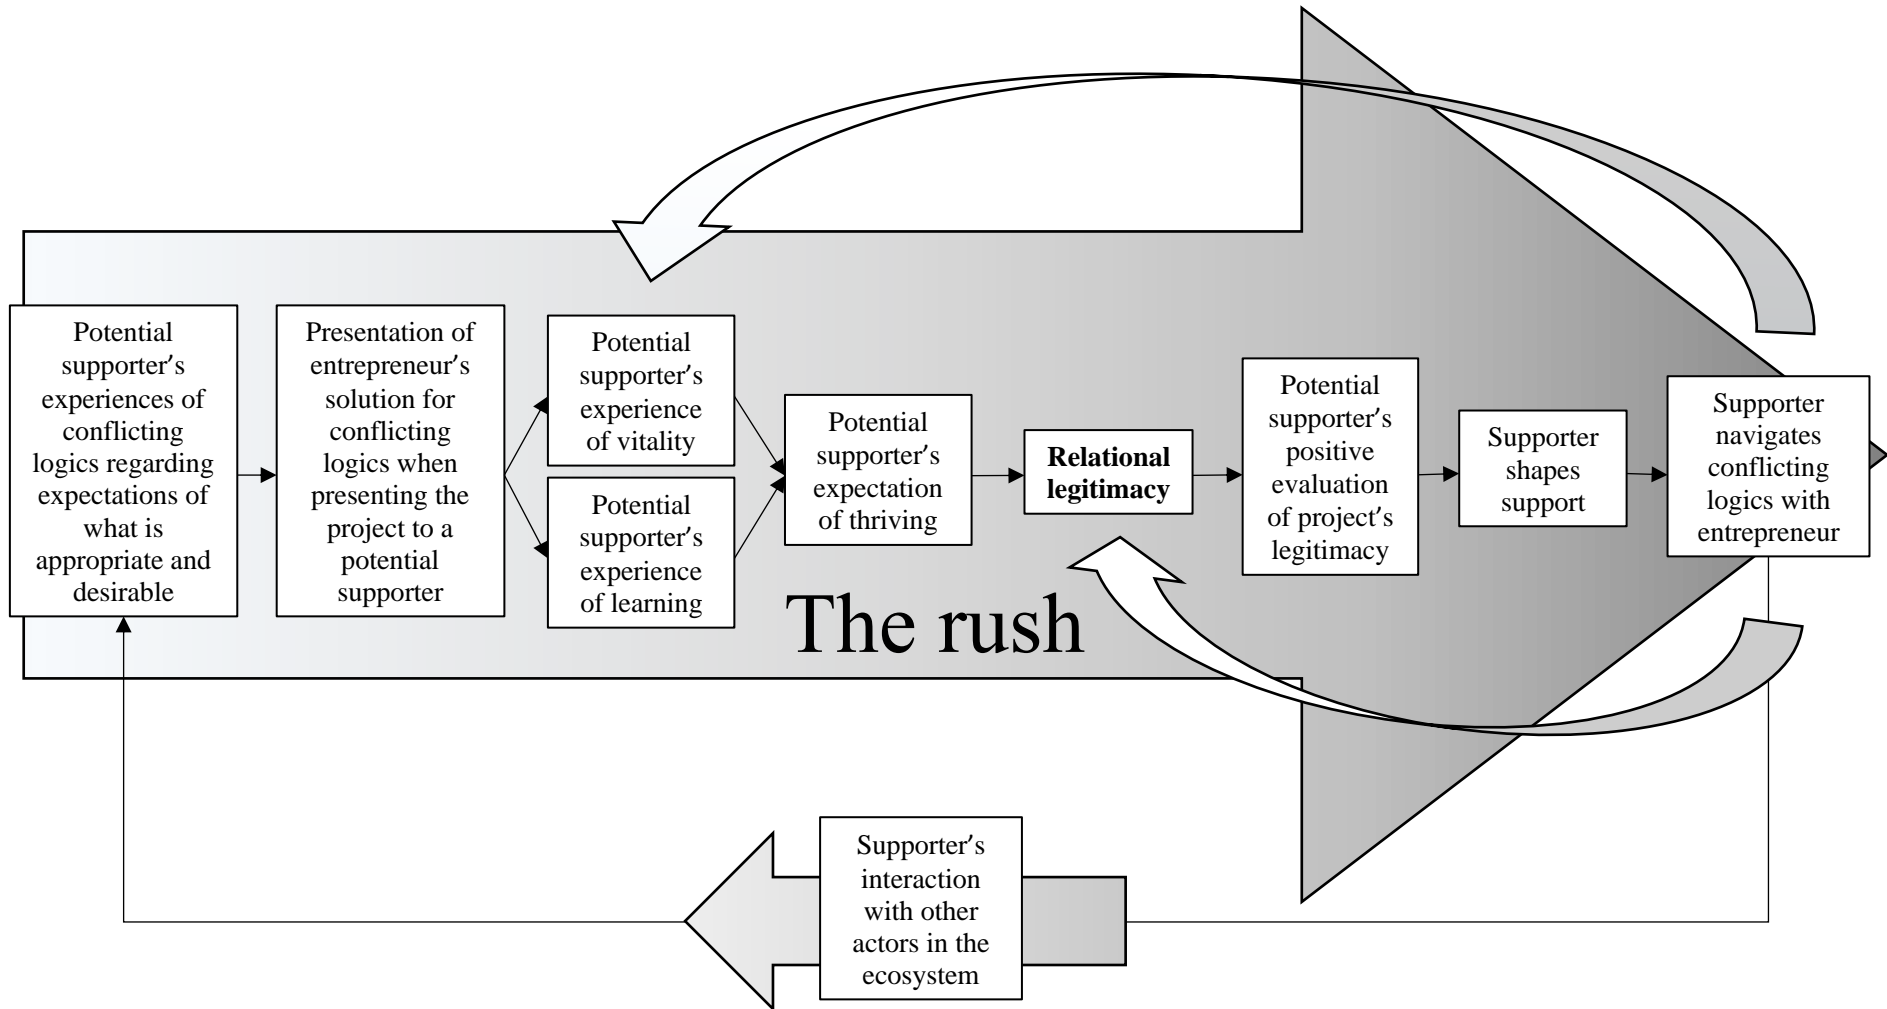 Potential
supporter’s
experiences of
conflicting
logics regarding
expectations of
what is
appropriate and
desirable
Presentation of
entrepreneur’s
solution for
conflicting
logics when
presenting the
project to a
potential
supporter
Potential
supporter’s
experience
of vitality
Potential
supporter’s
experience
of learning
Potential
supporter’s
expectation
of thriving
Relational
legitimacy
Potential
supporter’s
positive
evaluation
of project’s
legitimacy
Supporter
shapes
support
Supporter
navigates
conflicting
logics with
entrepreneur
The rush
Supporter’s
interaction
with other
actors in the
ecosystem